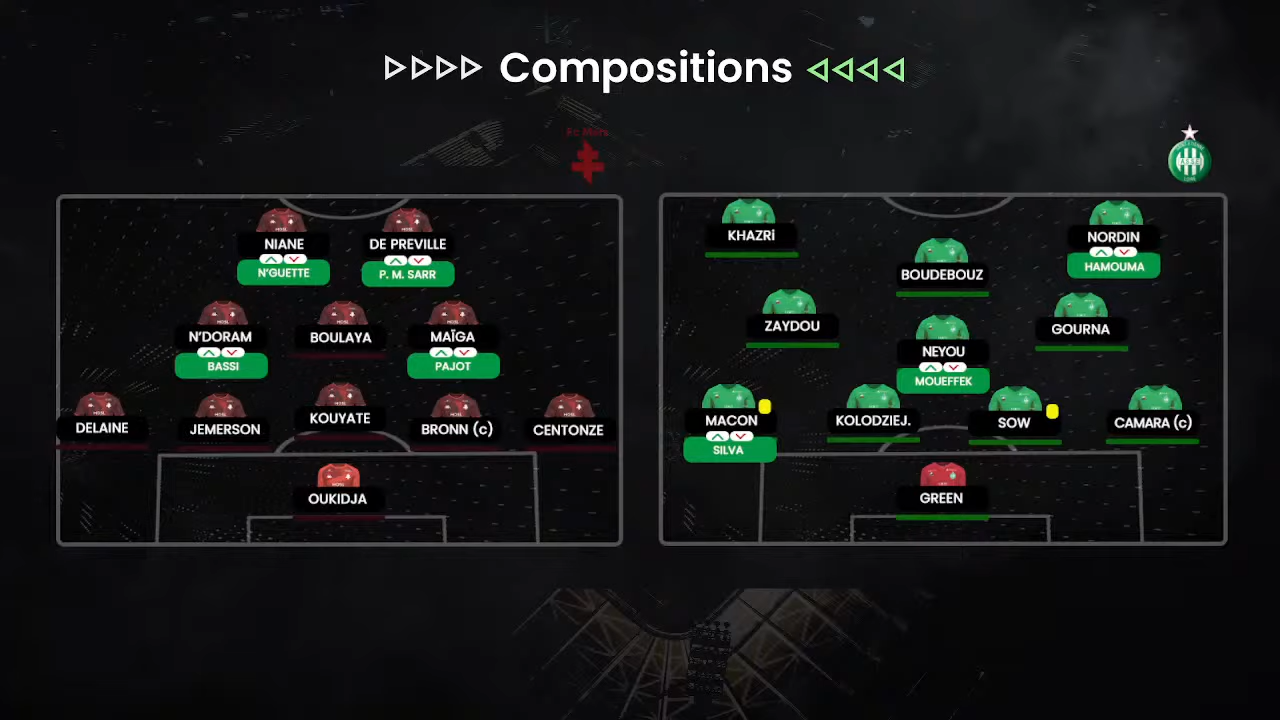 Compositions
NIANE
N'GUETTE
DE PREVILLE
P. M. SARR
N'DORAM
BASSI
BOULAYA
MAÏGA
PAJOT
DELAINE
JEMERSON
KOUYATE
BRONN (c)
CENTONZE
OUKIDJA
KHAZRi
BOUDEBOUZ
NORDIN
HAMOUMA
ZAYDOU
NEYOU
MOUEFFEK
GOURNA
MACON
SILVA
KOLODZIEJ.
SOW
CAMARA (c)
GREEN